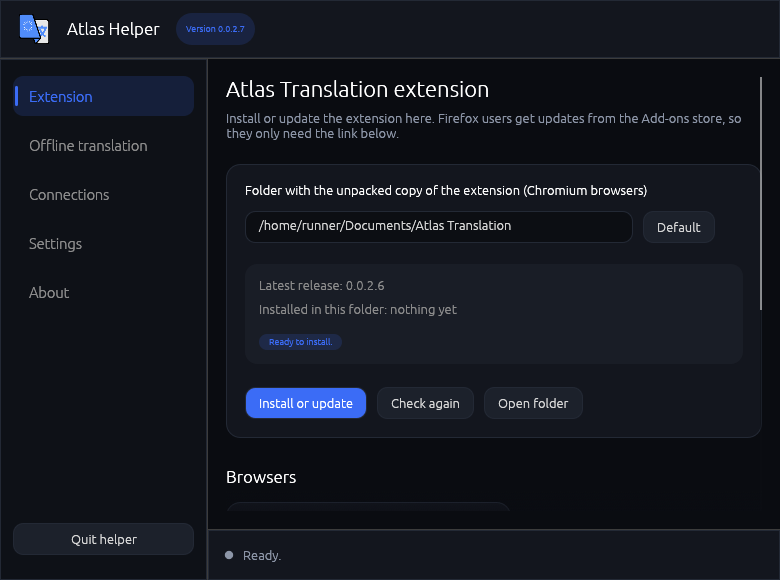 Atlas Helper
Version 0.0.2.7
Extension
Offline translation
Connections
Settings
About
Quit helper
Atlas Translation extension
Install or update the extension here. Firefox users get updates from the Add-ons store, so
they only need the link below.
Folder with the unpacked copy of the extension (Chromium browsers)
/home/runner/Documents/Atlas Translation
Default
Latest release: 0.0.2.6
Installed in this folder: nothing yet
Ready to install.
Install or update
Check again
Open folder
Browsers
Ready.